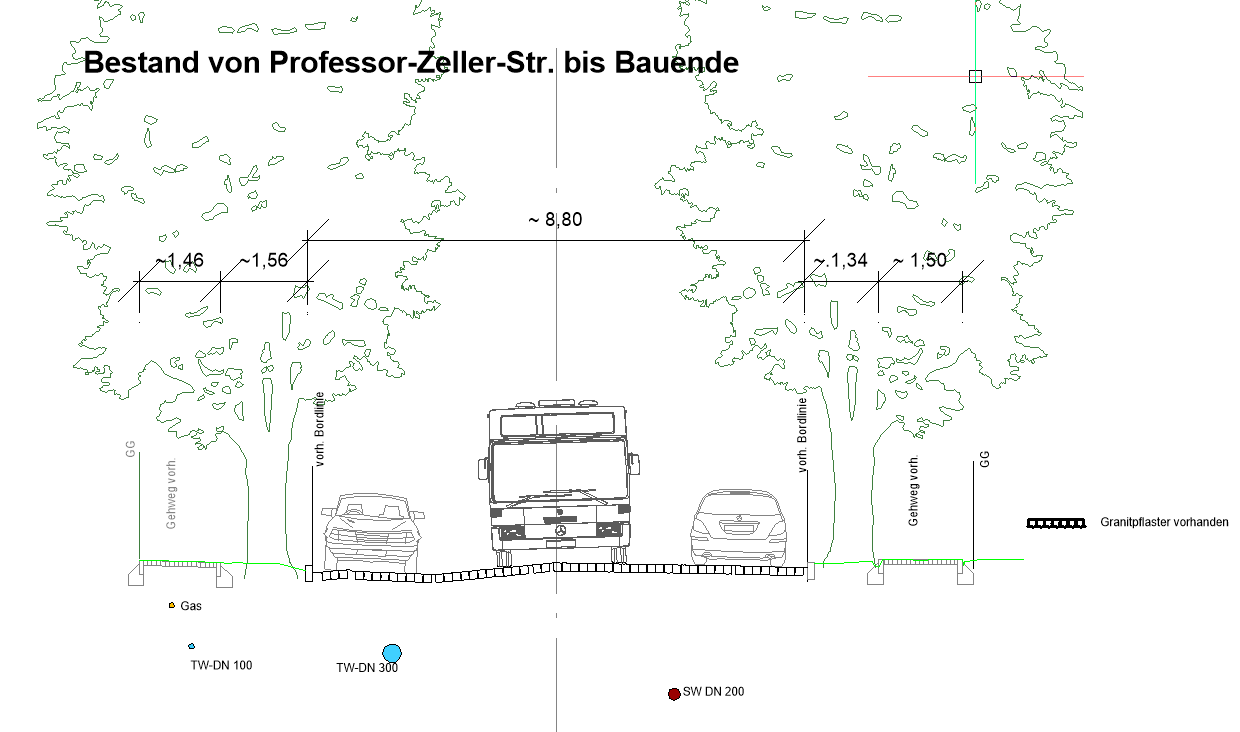 Bestand von Professor-Zeller-Str. bis Bauende
~ 8,80
~1,46
~1,56
~.1,34
~ 1,50
GG
Gehweg vorh.
vorh. Bordlinie
vorh. Bordlinie
Gehweg vorh.
GG
Granitpflaster vorhanden
Gas
TW-DN 100
TW-DN 300
SW DN 200